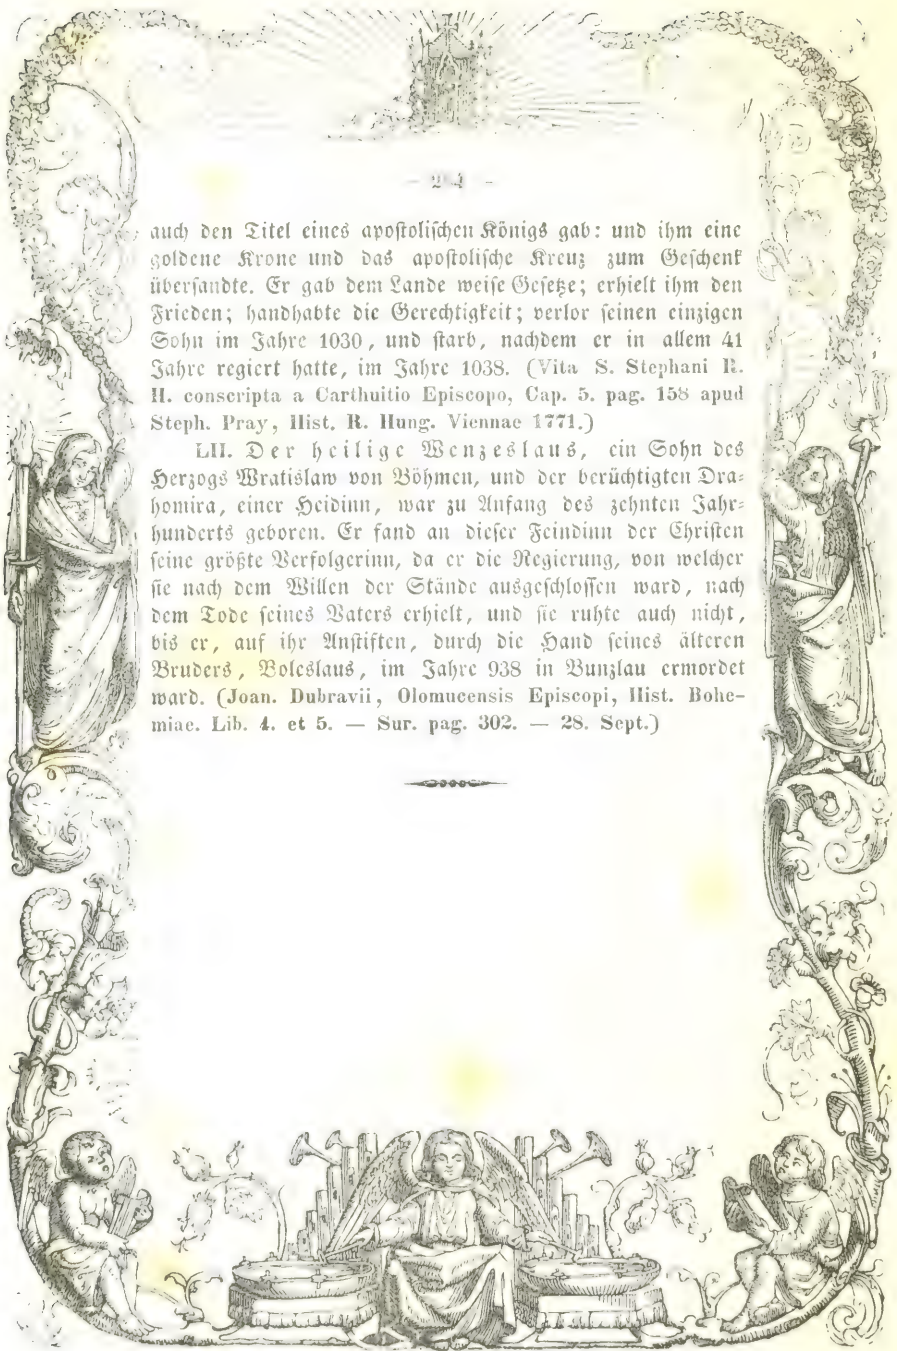 auch den Titel eines apostolischen Königs gab: und ihm eine
goldene Krone und das apostolische Kreuz zum Geschenk
übersandte. Er gab dem Lande weise Gesetze; erhielt ihm den
Frieden; handhabte die Gerechtigkeit; verlor seinen einzigen
Sohn im Jahre 1030, und starb, nachdem er in allem 41
Jahre regiert hatte, im Jahre 1038. (Vita S. Stephani R.
H. conscripta a Carthuitio Episcopo, Cap. 5. pag. 158 apud
Steph. Pray, Hist. R. Hung. Viennae 1771.)
LII. Der heilige Wenzeslaus, ein Sohn des
Herzogs Wratislaw von Böhmen, und der berüchtigten Dra-
homira, einer Heidinn, war zu Anfang des zehnten Jahr-
hunderts geboren. Er fand an dieser Feindinn der Christen
seine größte Verfolgerinn, da er die Regierung, von welcher
sie nach dem Willen der Stände ausgeschlossen ward, nach
dem Tode seines Vaters erhielt, und sie ruhte auch nicht,
bis er, auf ihr Anstiften, durch die Hand seines älteren
Bruders, Boleslaus, im Jahre 938 in Bunzlau ermordet
ward. (Joan. Dubravii, Olomucensis Episcopi, Hist. Bohe-
miae. Lib. 4. et 5. — Sur. pag. 302. — 28. Sept.)